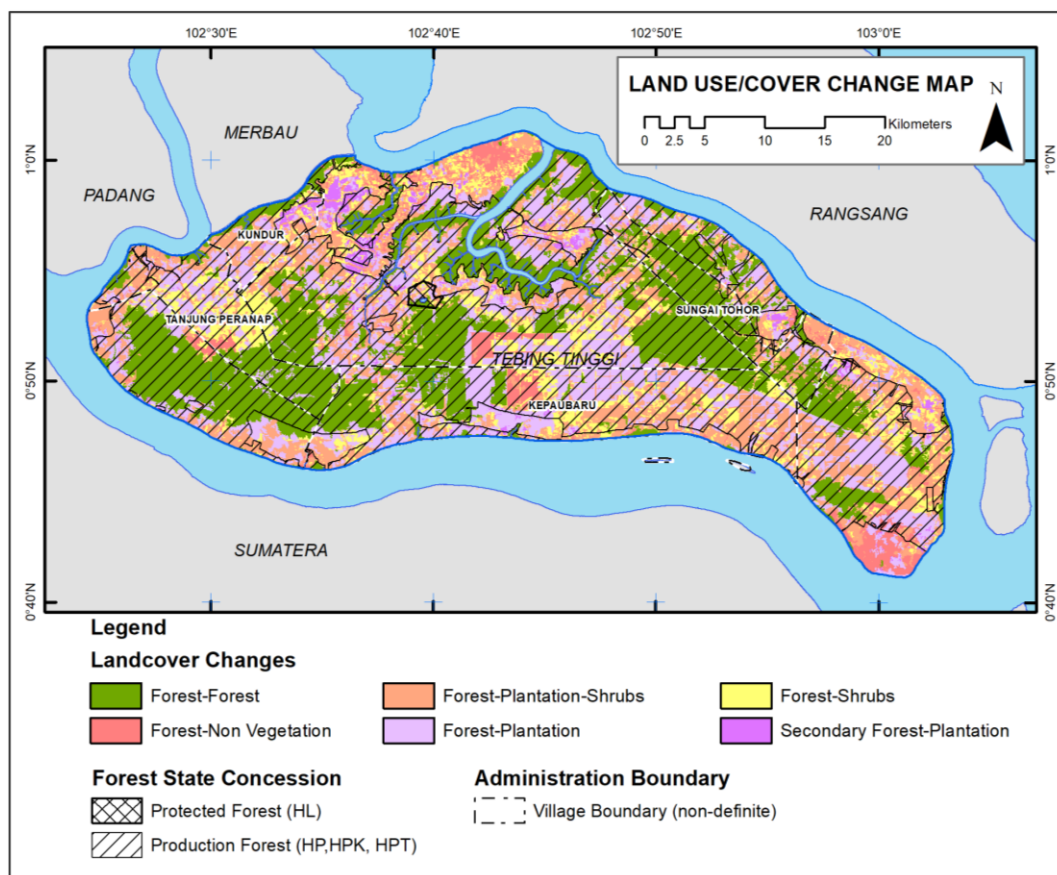 102°30'E 102°40'E 102°50'E 103°0'E
LAND USE/COVER CHANGE MAP
N
Kilometers
0 2.5 5 10 15 20
MERBAU
1°0'N
1°0'N
PADANG
RANGSANG
KUNDUR
SUNGAI TOHOR
TANJUNG PERANAP
TEBING TINGGI
0°50'N
0°50'N
KEPAUBARU
SUMATERA
0°40'N
0°40'N
Legend
Landcover Changes
Forest-Forest
Forest-Plantation-Shrubs
Forest-Shrubs
Forest-Non Vegetation
Forest-Plantation
Secondary Forest-Plantation
Forest State Concession
Administration Boundary
Protected Forest (HL)
Village Boundary (non-definite)
Production Forest (HP,HPK, HPT)